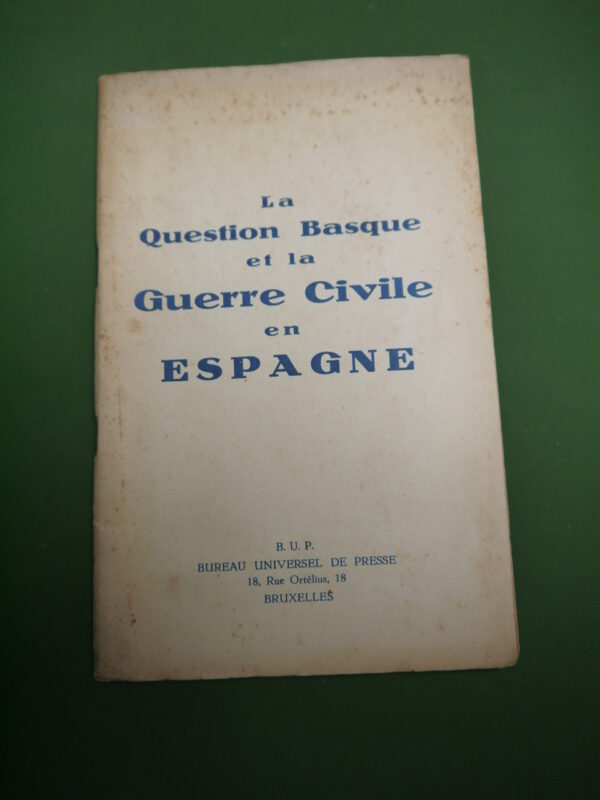 La
Question Basque
et la
Guerre Civile
en
ESPAGNE
B. U. P.
BUREAU UNIVERSEL DE PRESSE
18, Rue Ortélius, 18
BRUXELLES